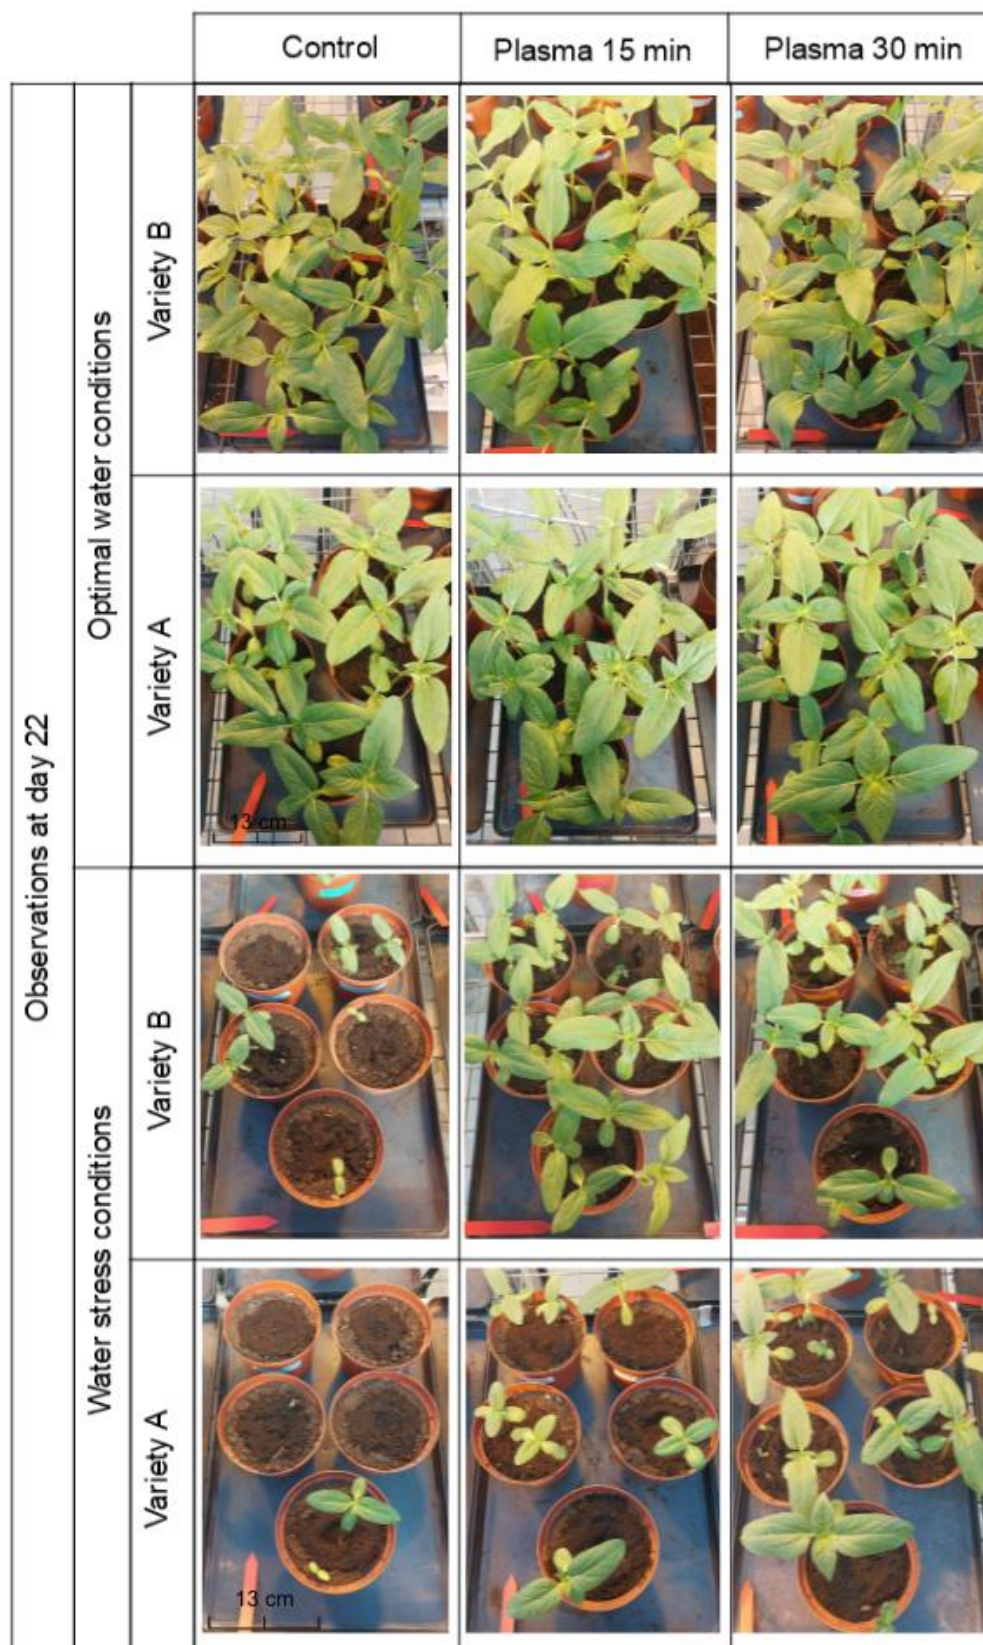 Control
Plasma 15 min
Plasma 30 min
Observations at day 22
Optimal water conditions
Variety B
Variety A
13 cm
Water stress conditions
Variety B
Variety A
13 cm